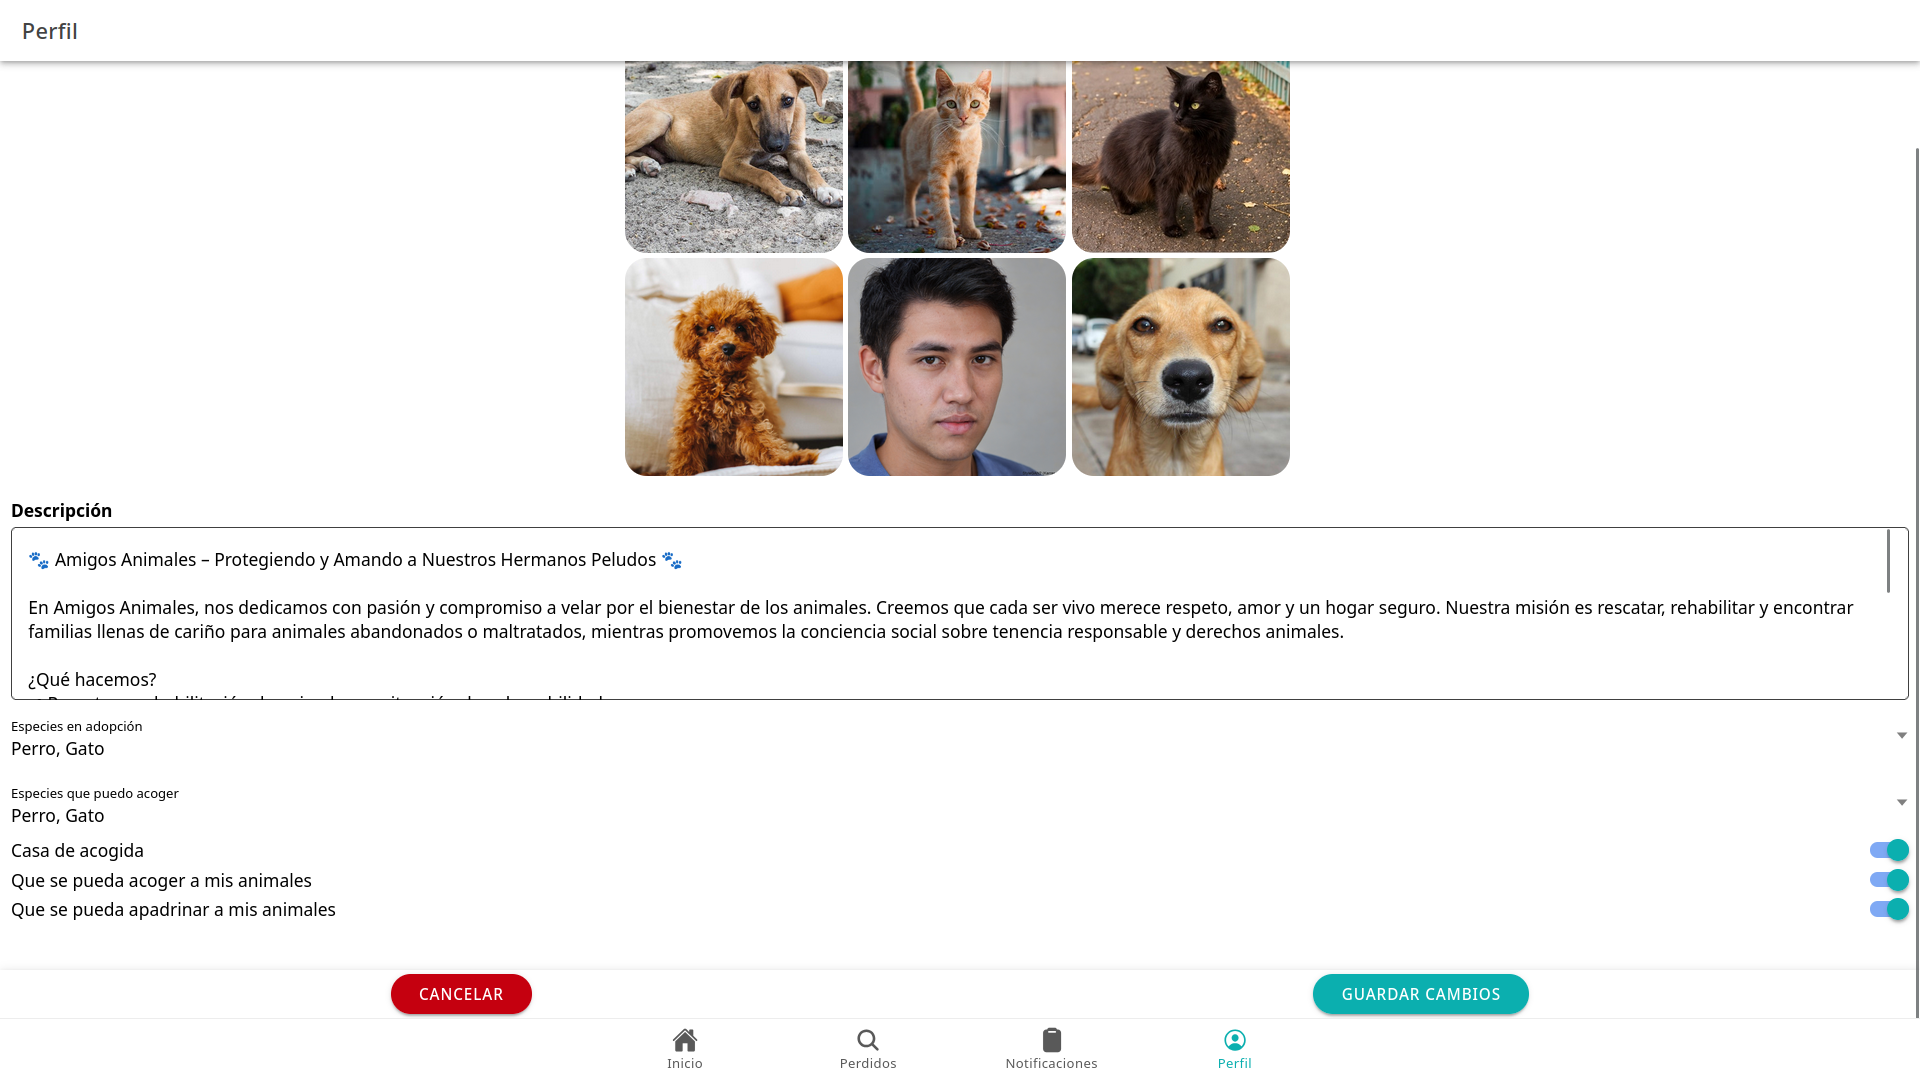 Perfil
Descripción
🐾 Amigos Animales – Protegiendo y Amando a Nuestros Hermanos Peludos 🐾
En Amigos Animales, nos dedicamos con pasión y compromiso a velar por el bienestar de los animales. Creemos que cada ser vivo merece respeto, amor y un hogar seguro. Nuestra misión es rescatar, rehabilitar y encontrar
familias llenas de cariño para animales abandonados o maltratados, mientras promovemos la conciencia social sobre tenencia responsable y derechos animales.
¿Qué hacemos?
Especies en adopción
Perro, Gato
Especies que puedo acoger
Perro, Gato
Casa de acogida
Que se pueda acoger a mis animales
Que se pueda apadrinar a mis animales
CANCELAR
GUARDAR CAMBIOS
Inicio
Perdidos
Notificaciones
Perfil